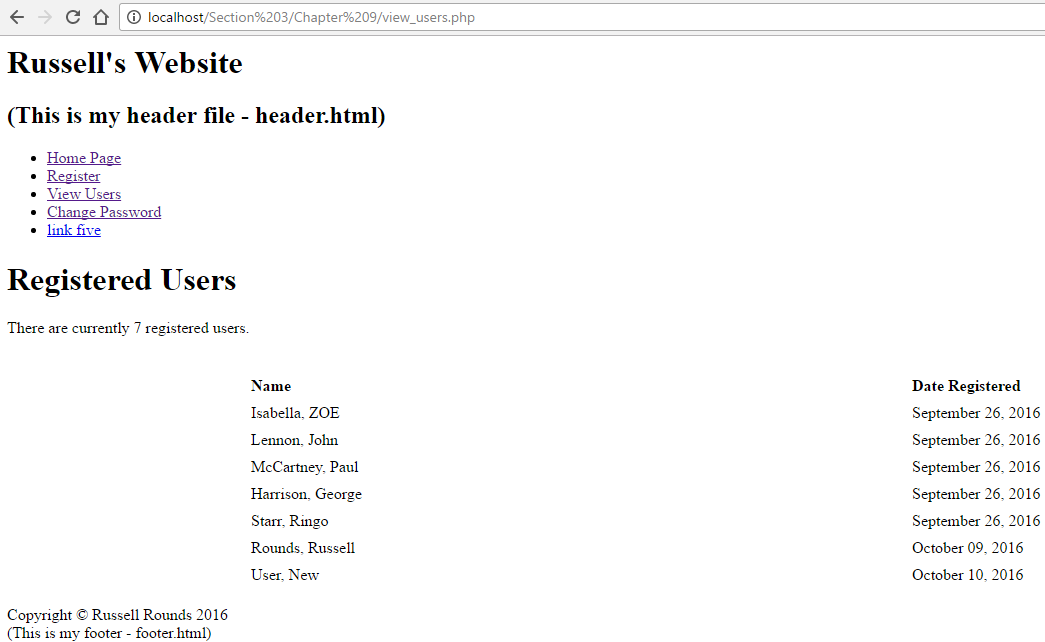 localhost/Section%203/Chapter%209/view_users.php
Russell's Website
(This is my header file - header.html)
Home Page
Register
View Users
Change Password
link five
Registered Users
There are currently 7 registered users.
Name Date Registered
Isabella, ZOE September 26, 2016
Lennon, John September 26, 2016
McCartney, Paul September 26, 2016
Harrison, George September 26, 2016
Starr, Ringo September 26, 2016
Rounds, Russell October 09, 2016
User, New October 10, 2016
Copyright © Russell Rounds 2016
(This is my footer - footer.html)